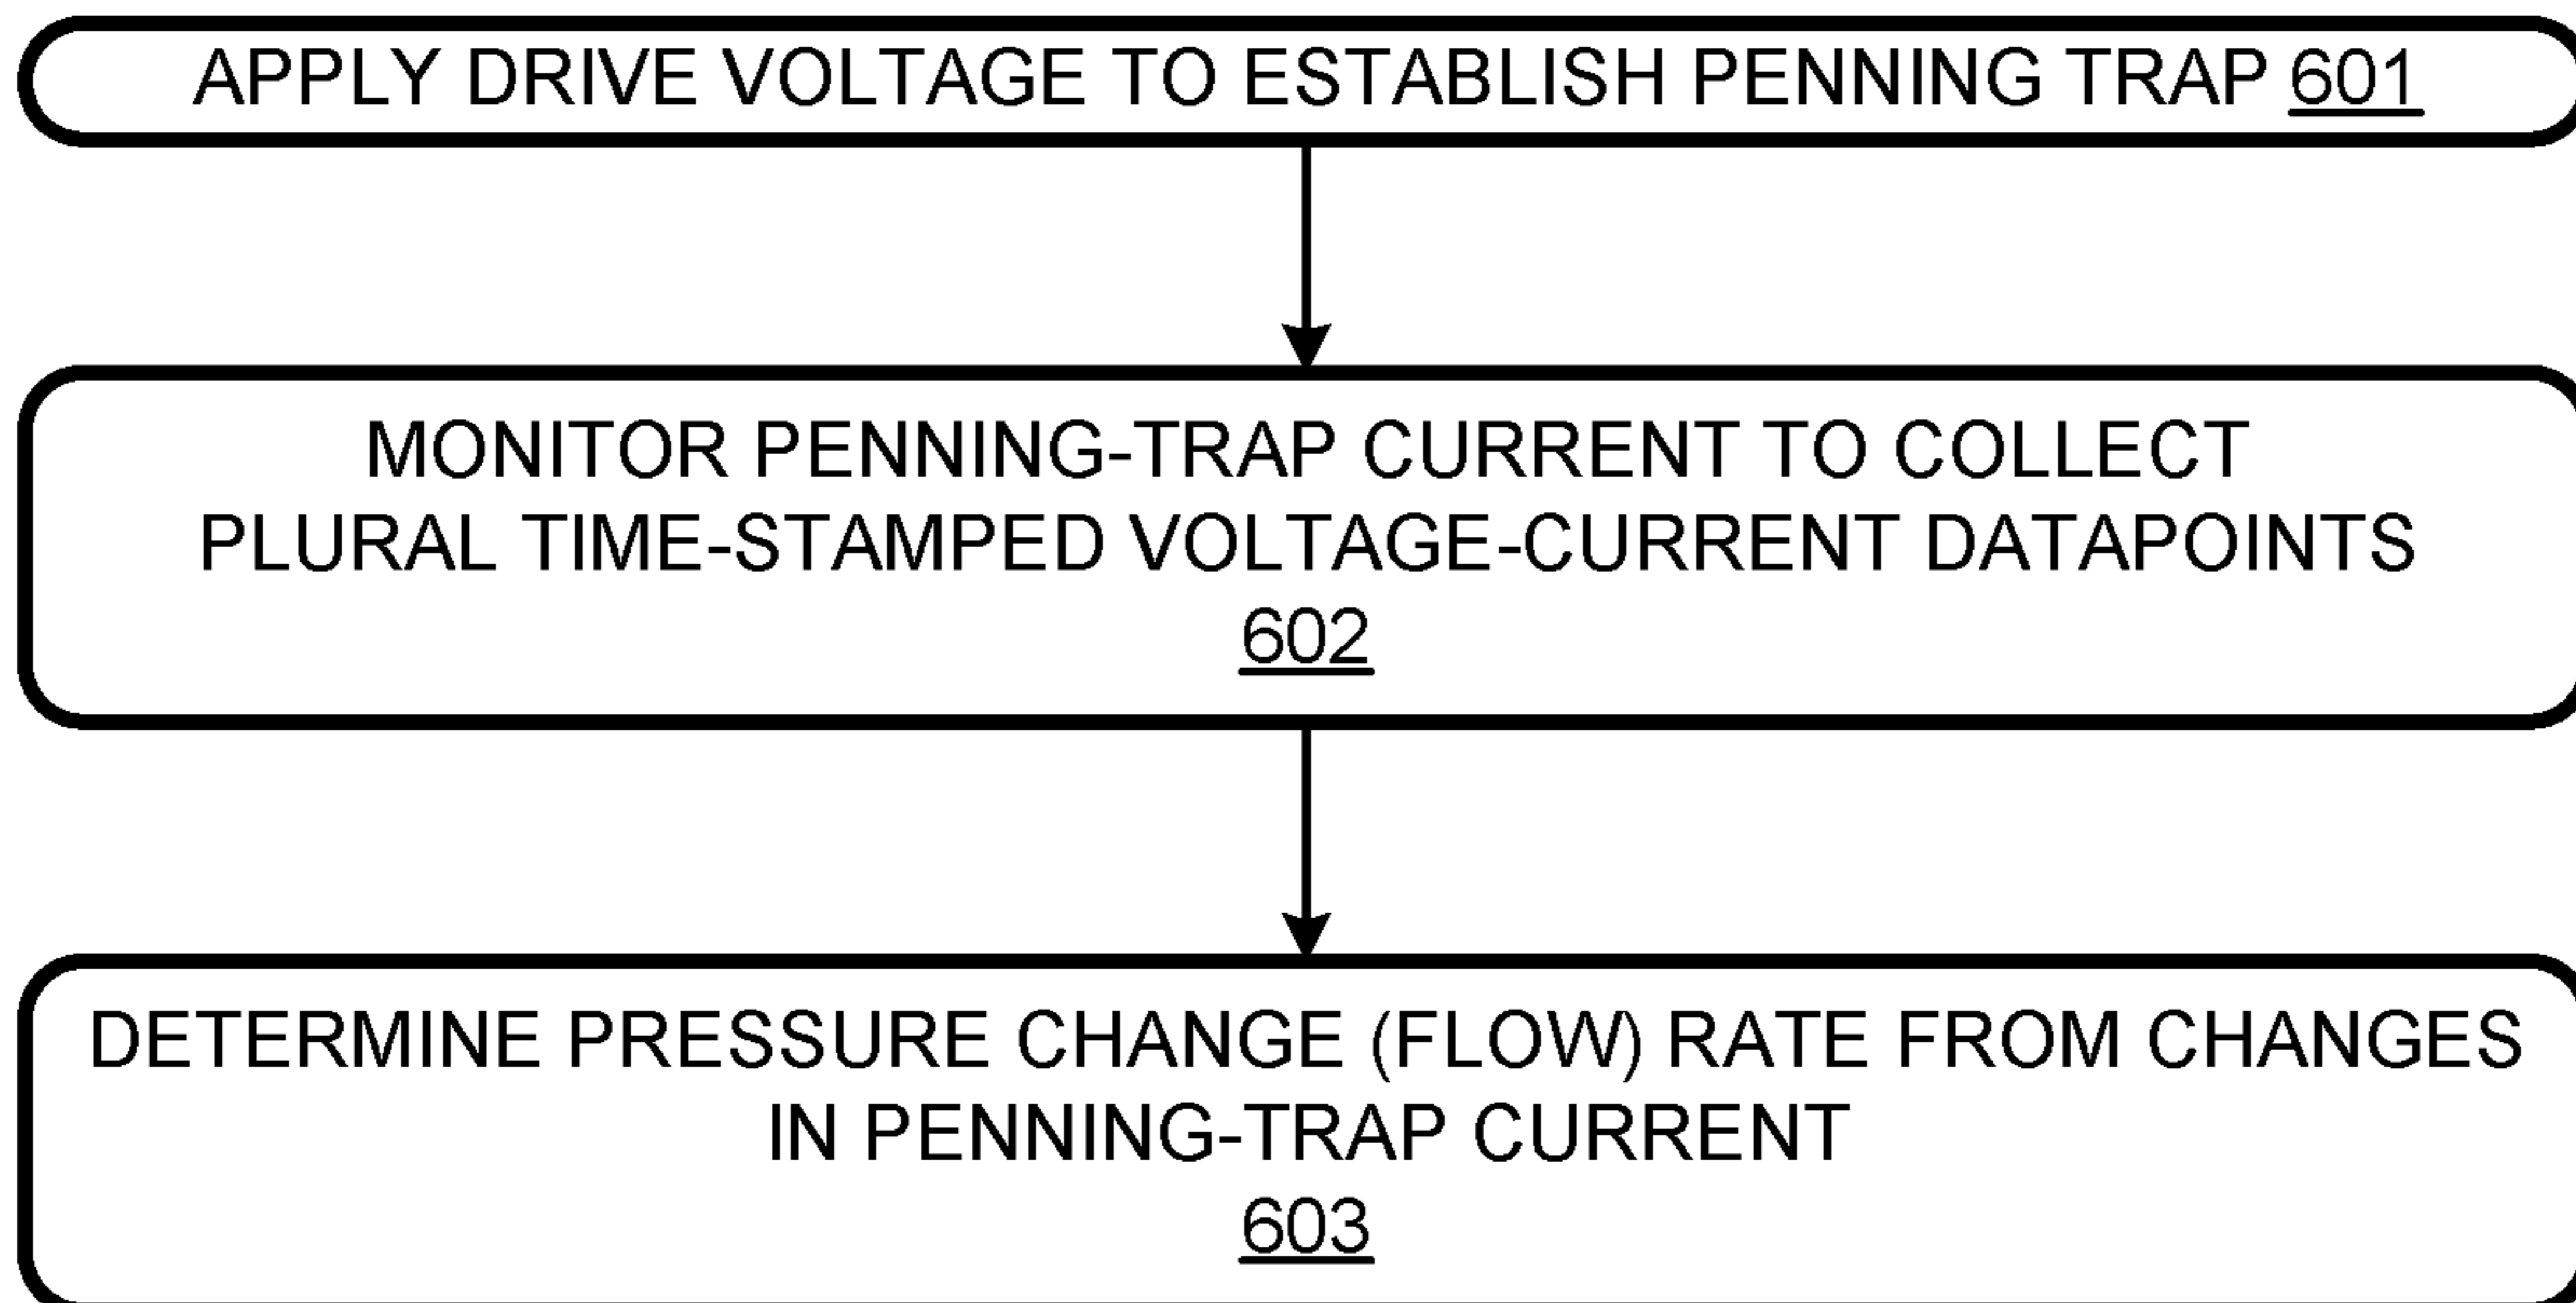 APPLY DRIVE VOLTAGE TO ESTABLISH PENNING TRAP 601
MONITOR PENNING-TRAP CURRENT TO COLLECT
PLURAL TIME-STAMPED VOLTAGE-CURRENT DATAPOINTS
602
DETERMINE PRESSURE CHANGE (FLOW) RATE FROM CHANGES
IN PENNING-TRAP CURRENT
603